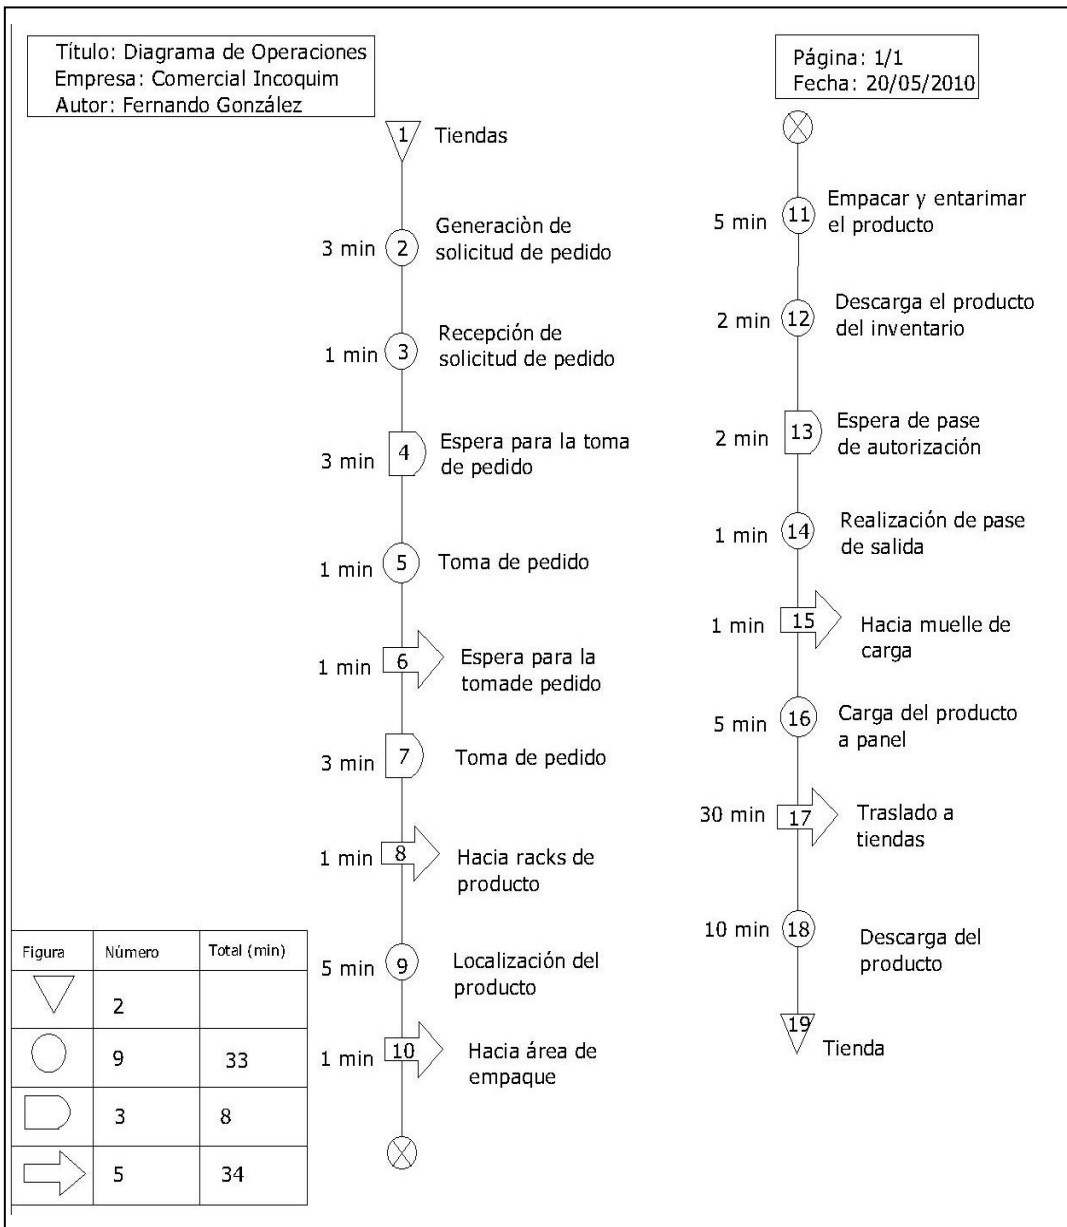 Título: Diagrama de Operaciones
Empresa: Comercial Incoquim
Autor: Fernando González
Página: 1/1
Fecha: 20/05/2010
1 Tiendas
3 min 2 Generaciòn de
solicitud de pedido
1 min 3 Recepción de
solicitud de pedido
3 min 4 Espera para la toma
de pedido
1 min 5 Toma de pedido
1 min 6 Espera para la
tomade pedido
3 min 7 Toma de pedido
1 min 8 Hacia racks de
producto
5 min 9 Localización del
producto
1 min 10 Hacia área de
empaque
5 min 11 Empacar y entarimar
el producto
2 min 12 Descarga el producto
del inventario
2 min 13 Espera de pase
de autorización
1 min 14 Realización de pase
de salida
1 min 15 Hacia muelle de
carga
5 min 16 Carga del producto
a panel
30 min 17 Traslado a
tiendas
10 min 18 Descarga del
producto
19 Tienda
Figura Número Total (min)
2
9 33
3 8
5 34